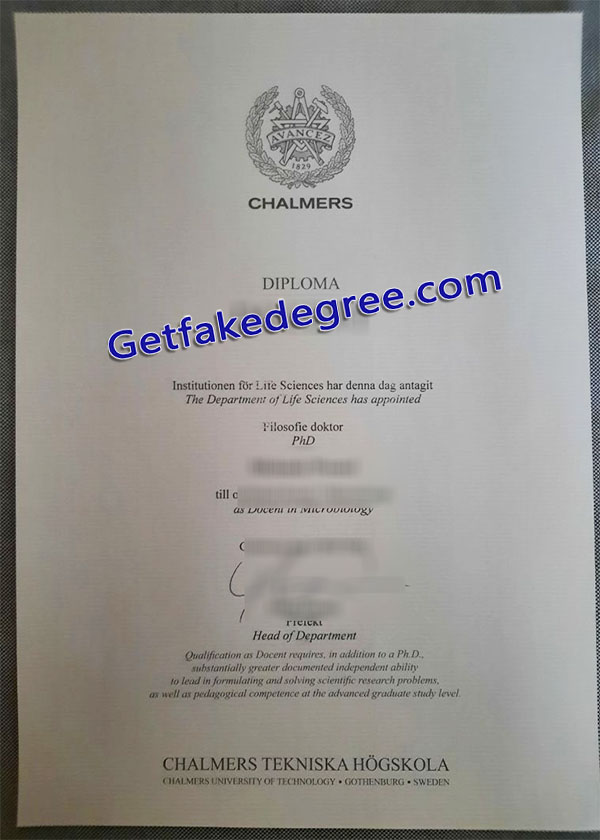 AVANCEZ
1829
CHALMERS
DIPLOMA
Getfakedegree.com
Institutionen för Life Sciences har denna dag antagit
The Department of Life Sciences has appointed
Filosofie doktor
PhD
till
as Docent in Microbiology
Prefekt
Head of Department
Qualification as Docent requires, in addition to a Ph.D.,
substantially greater documented independent ability
to lead in formulating and solving scientific research problems,
as well as pedagogical competence at the advanced graduate study level.
CHALMERS TEKNISKA HÖGSKOLA
CHALMERS UNIVERSITY OF TECHNOLOGY • GOTHENBURG • SWEDEN